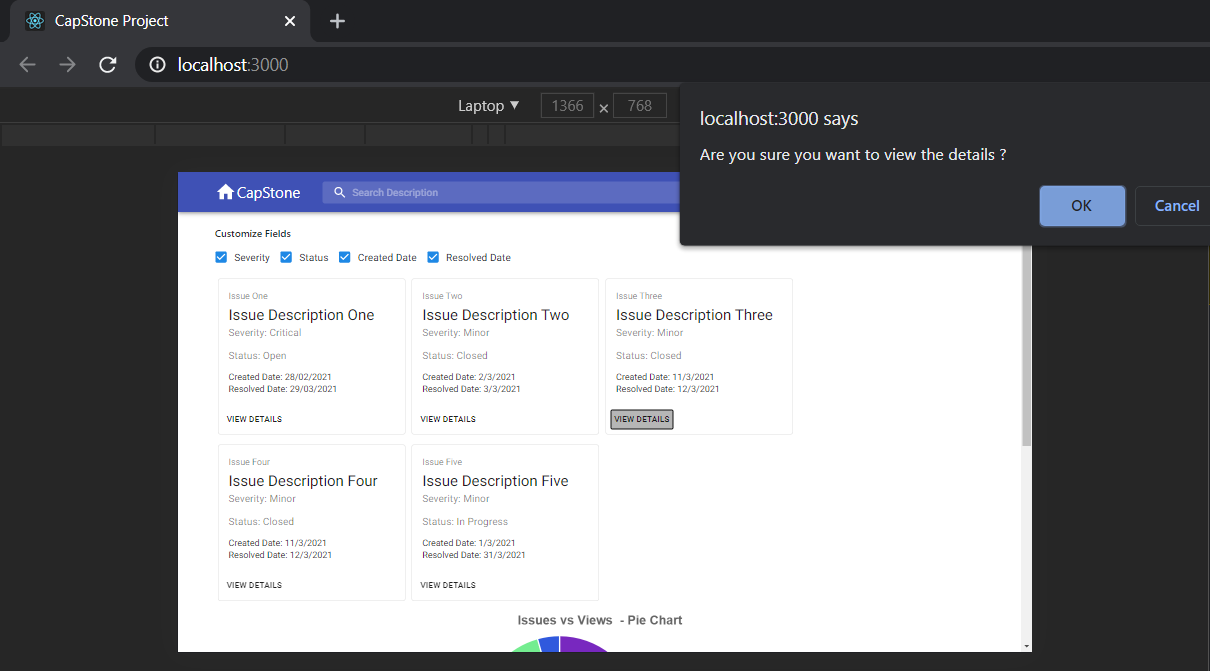 CapStone Project
localhost:3000
Laptop ▼ 1366 × 768
localhost:3000 says
Are you sure you want to view the details ?
OK Cancel
CapStone Search Description
Customize Fields
Severity Status Created Date Resolved Date
Issue One
Issue Description One
Severity: Critical
Status: Open
Created Date: 28/02/2021
Resolved Date: 29/03/2021
VIEW DETAILS
Issue Two
Issue Description Two
Severity: Minor
Status: Closed
Created Date: 2/3/2021
Resolved Date: 3/3/2021
VIEW DETAILS
Issue Three
Issue Description Three
Severity: Minor
Status: Closed
Created Date: 11/3/2021
Resolved Date: 12/3/2021
VIEW DETAILS
Issue Four
Issue Description Four
Severity: Minor
Status: Closed
Created Date: 11/3/2021
Resolved Date: 12/3/2021
VIEW DETAILS
Issue Five
Issue Description Five
Severity: Minor
Status: In Progress
Created Date: 1/3/2021
Resolved Date: 31/3/2021
VIEW DETAILS
Issues vs Views - Pie Chart